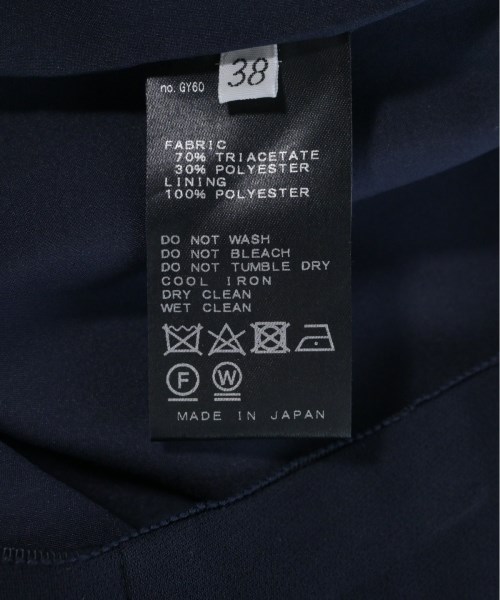 38
no. GY60
FABRIC
70% TRIACETATE
30% POLYESTER
LINING
100% POLYESTER
DO NOT WASH
DO NOT BLEACH
DO NOT TUMBLE DRY
COOL IRON
DRY CLEAN
WET CLEAN
F W
MADE IN JAPAN